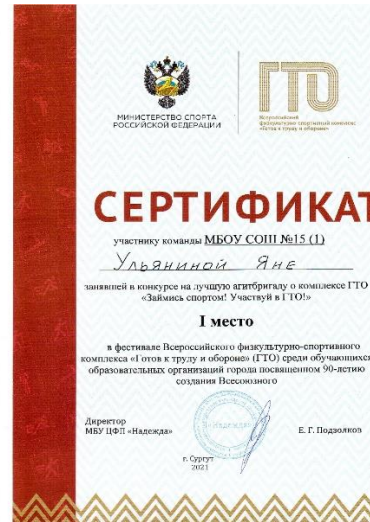 МИНИСТЕРСТВО СПОРТА
РОССИЙСКОЙ ФЕДЕРАЦИИ
ГТО
Всероссийский
физкультурно-спортивный комплекс
«Готов к труду и обороне»
СЕРТИФИКАТ
участнику команды МБОУ СОШ №15 (1)
Ульяниной Яне
занявшей в конкурсе на лучшую агитбригаду о комплексе ГТО
«Займись спортом! Участвуй в ГТО!»
I место
в фестивале Всероссийского физкультурно-спортивного
комплекса «Готов к труду и обороне» (ГТО) среди обучающихся
образовательных организаций города посвященном 90-летию
создания Всесоюзного
Директор
МБУ ЦФП «Надежда»
«Надежда»
Е. Г. Подзолков
г. Сургут
2021